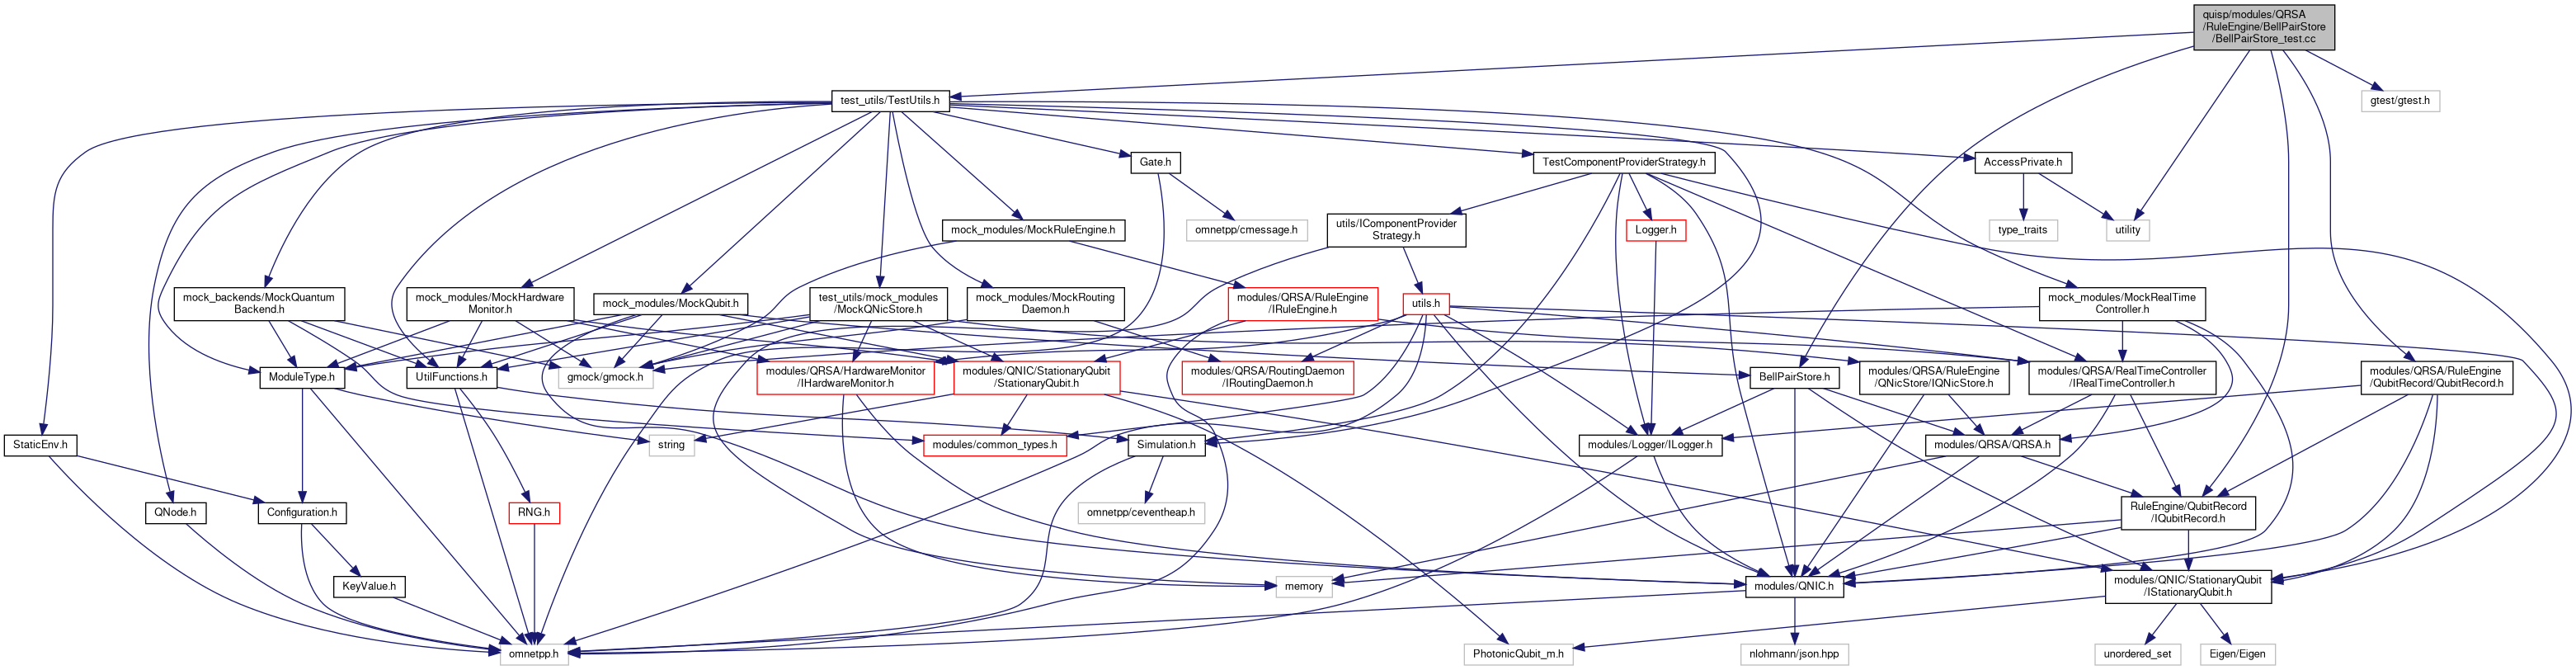 quisp/modules/QRSA
/RuleEngine/BellPairStore
/BellPairStore_test.cc
test_utils/TestUtils.h
gtest/gtest.h
Gate.h
TestComponentProviderStrategy.h
AccessPrivate.h
mock_modules/MockRuleEngine.h
omnetpp/cmessage.h
utils/IComponentProvider
Strategy.h
Logger.h
type_traits
utility
mock_backends/MockQuantum
Backend.h
mock_modules/MockHardware
Monitor.h
mock_modules/MockQubit.h
test_utils/mock_modules
/MockQNicStore.h
mock_modules/MockRouting
Daemon.h
modules/QRSA/RuleEngine
/IRuleEngine.h
utils.h
mock_modules/MockRealTime
Controller.h
ModuleType.h
UtilFunctions.h
gmock/gmock.h
modules/QRSA/HardwareMonitor
/IHardwareMonitor.h
modules/QNIC/StationaryQubit
/StationaryQubit.h
modules/QRSA/RoutingDaemon
/IRoutingDaemon.h
BellPairStore.h
modules/QRSA/RuleEngine
/QNicStore/IQNicStore.h
modules/QRSA/RealTimeController
/IRealTimeController.h
modules/QRSA/RuleEngine
/QubitRecord/QubitRecord.h
StaticEnv.h
string
modules/common_types.h
Simulation.h
modules/Logger/ILogger.h
modules/QRSA/QRSA.h
QNode.h
Configuration.h
RNG.h
omnetpp/ceventheap.h
RuleEngine/QubitRecord
/IQubitRecord.h
KeyValue.h
memory
modules/QNIC.h
modules/QNIC/StationaryQubit
/IStationaryQubit.h
omnetpp.h
PhotonicQubit_m.h
nlohmann/json.hpp
unordered_set
Eigen/Eigen